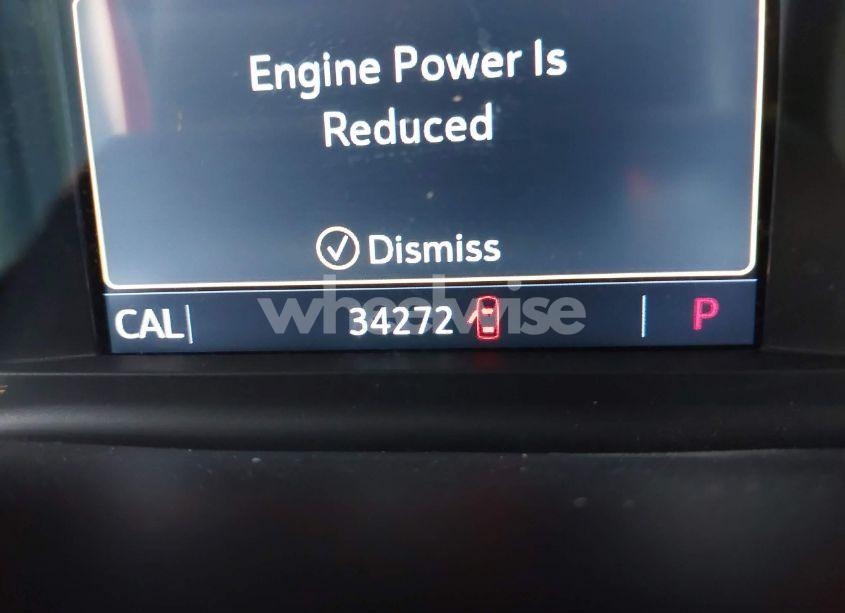 Engine Power Is
Reduced
Dismiss
CAL 34272 P
wheelwise